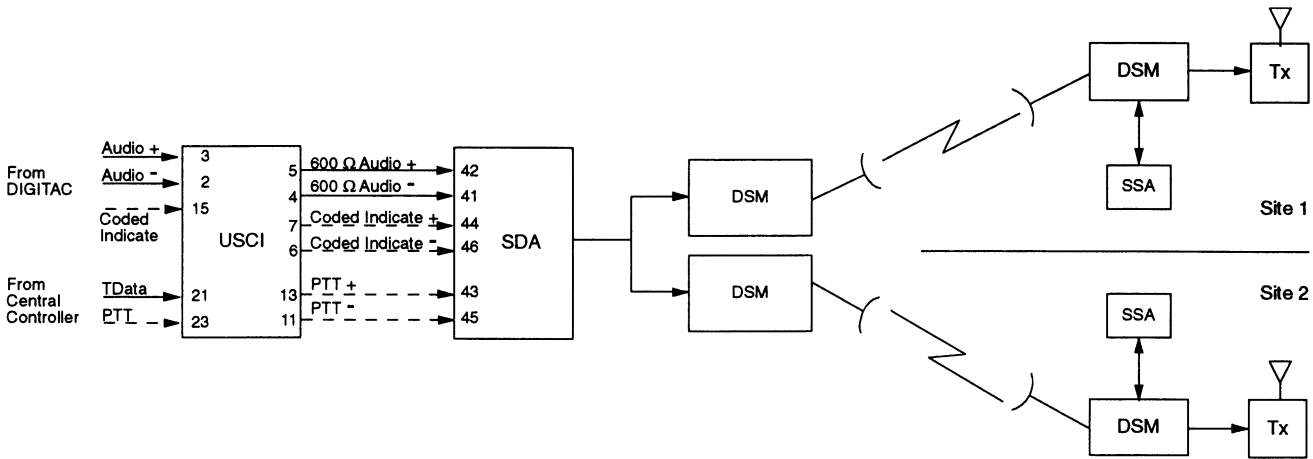 From
DIGITAC
Audio +
Audio -
Coded
Indicate
From
Central
Controller
TData
PTT
3
2
15
21
23
USCI
5
4
7
6
13
11
600 Ω Audio +
600 Ω Audio -
Coded Indicate +
Coded Indicate -
PTT +
PTT -
42
41
44
46
43
45
SDA
DSM
DSM
DSM
Tx
SSA
Site 1
Site 2
SSA
DSM
Tx